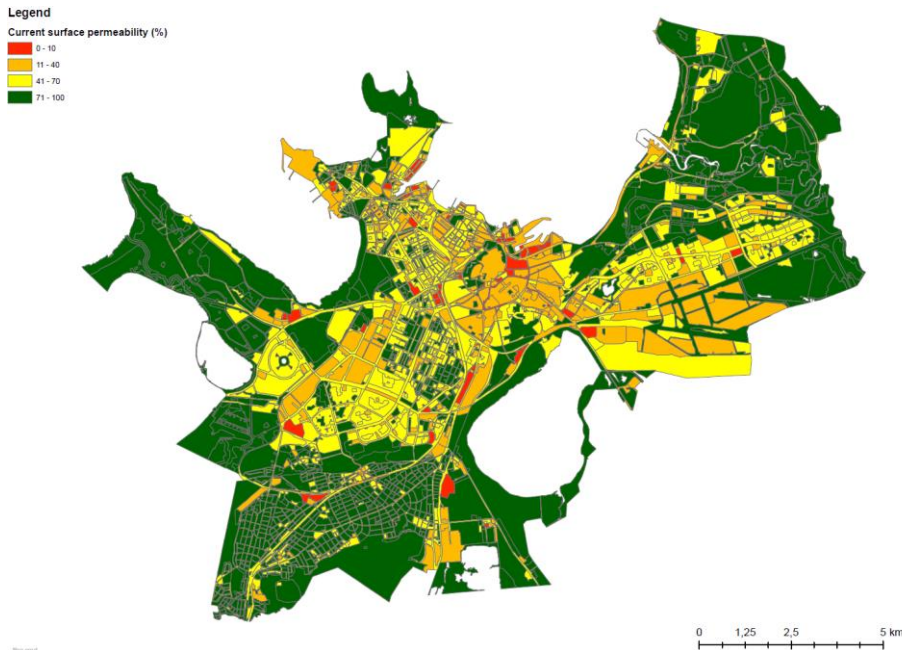 Legend
Current surface permeability (%)
0 - 10
11 - 40
41 - 70
71 - 100
0 1,25 2,5 5 km